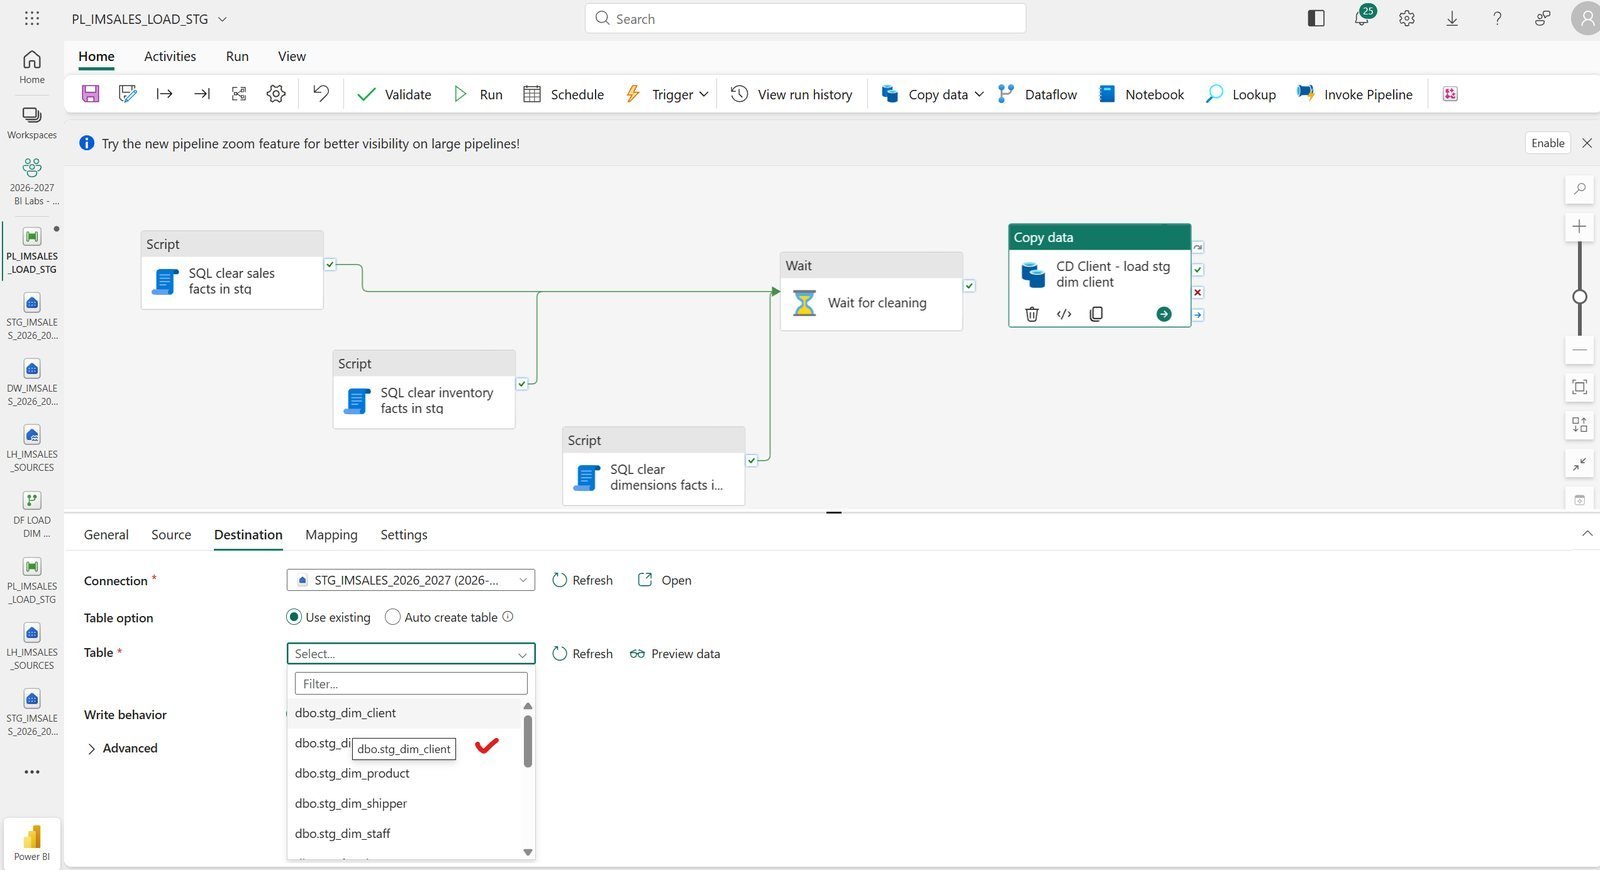 PL_IMSALES_LOAD_STG
Search
25
Home
Workspaces
2026-2027
BI Labs - ...
PL_IMSALES
_LOAD_STG
STG_IMSALE
S_2026_20...
DW_IMSALE
S_2026_20...
LH_IMSALES
_SOURCES
DF LOAD
DIM ...
PL_IMSALES
_LOAD_STG
LH_IMSALES
_SOURCES
STG_IMSALE
S_2026_20...
Power BI
Home Activities Run View
Validate Run Schedule Trigger View run history Copy data Dataflow Notebook Lookup Invoke Pipeline
Try the new pipeline zoom feature for better visibility on large pipelines!
Enable
Script
SQL clear sales
facts in stg
Script
SQL clear inventory
facts in stg
Script
SQL clear
dimensions facts i...
Wait
Wait for cleaning
Copy data
CD Client - load stg
dim client
General Source Destination Mapping Settings
Connection *
STG_IMSALES_2026_2027 (2026-...
Refresh Open
Table option
Use existing Auto create table
Table *
Select...
Refresh Preview data
Filter...
Write behavior
Advanced
dbo.stg_dim_client
dbo.stg_di
dbo.stg_dim_client
dbo.stg_dim_product
dbo.stg_dim_shipper
dbo.stg_dim_staff